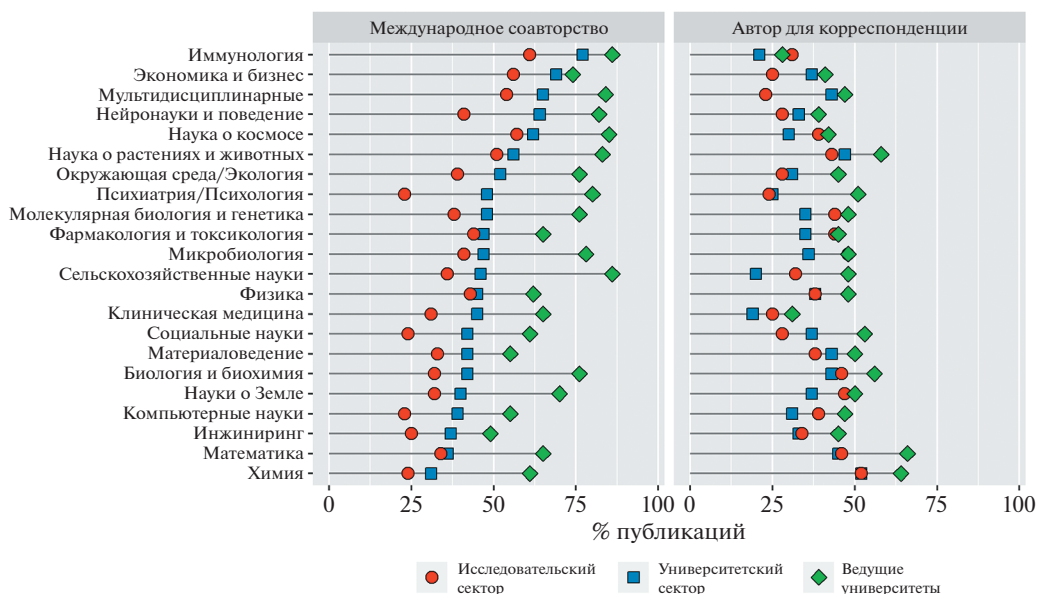 Международное соавторство
Автор для корреспонденции
Иммунология
Экономика и бизнес
Мультидисциплинарные
Нейронауки и поведение
Наука о космосе
Наука о растениях и животных
Окружающая среда/Экология
Психиатрия/Психология
Молекулярная биология и генетика
Фармакология и токсикология
Микробиология
Сельскохозяйственные науки
Физика
Клиническая медицина
Социальные науки
Материаловедение
Биология и биохимия
Науки о Земле
Компьютерные науки
Инжиниринг
Математика
Химия
0 25 50 75 100
0 25 50 75 100
% публикаций
Исследовательский
сектор
Университетский
сектор
Ведущие
университеты